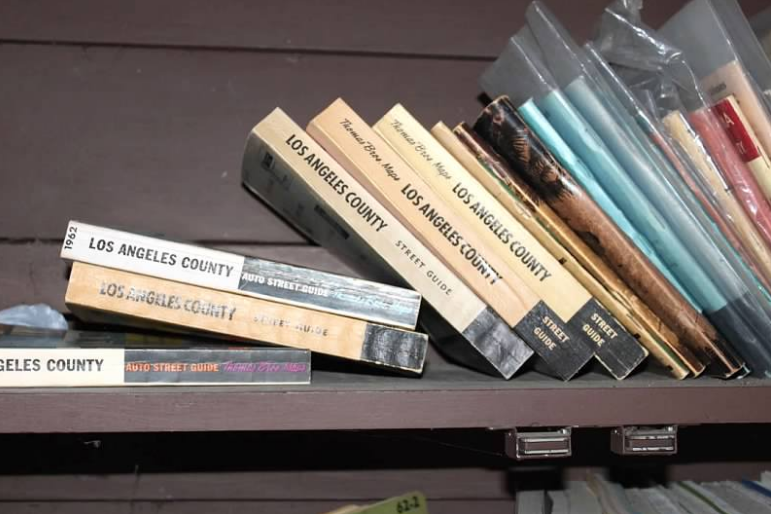 1962
LOS ANGELES COUNTY AUTO STREET GUIDE
LOS ANGELES COUNTY STREET GUIDE
GELES COUNTY AUTO STREET GUIDE Thomas Bros Maps
LOS ANGELES COUNTY STREET GUIDE
Thomas Bros Maps LOS ANGELES COUNTY STREET GUIDE
Thomas Bros Maps LOS ANGELES COUNTY STREET GUIDE
62-2